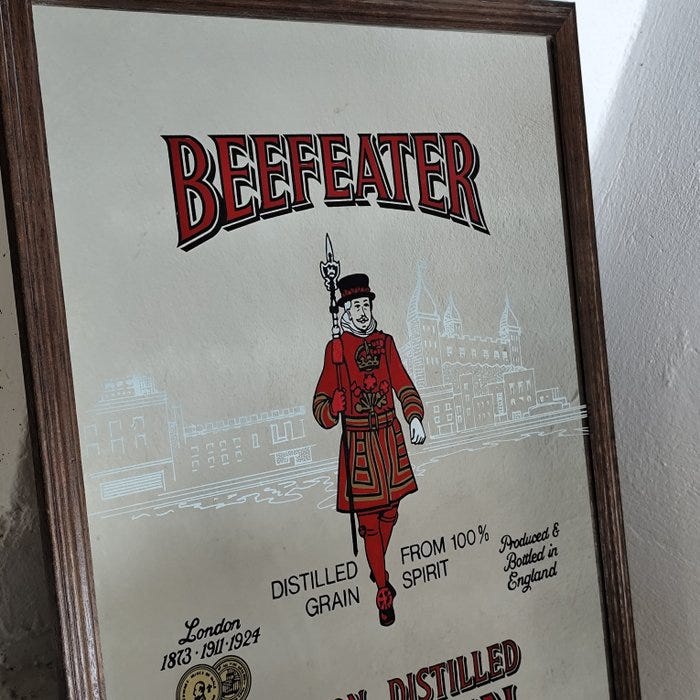 BEEFEATER
DISTILLED FROM 100%
GRAIN SPIRIT
Produced &
Bottled in
England
London
1873·1911·1924
DISTILLED